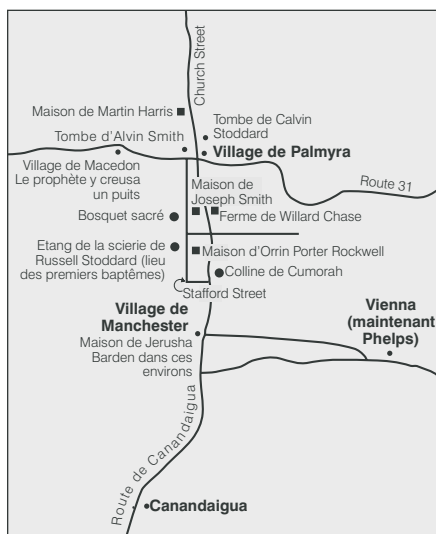 Church Street
Maison de Martin Harris
Tombe de Calvin
Stoddard
Tombe d'Alvin Smith
Village de Palmyra
Village de Macedon
Le prophète y creusa
un puits
Route 31
Maison de
Joseph Smith
Bosquet sacré
Ferme de Willard Chase
Etang de la scierie de
Russell Stoddard (lieu
des premiers baptêmes)
Maison d'Orrin Porter Rockwell
Colline de Cumorah
Stafford Street
Village de
Manchester
Maison de Jerusha
Barden dans ces
environs
Vienna
(maintenant
Phelps)
Route de Canandaigua
Canandaigua